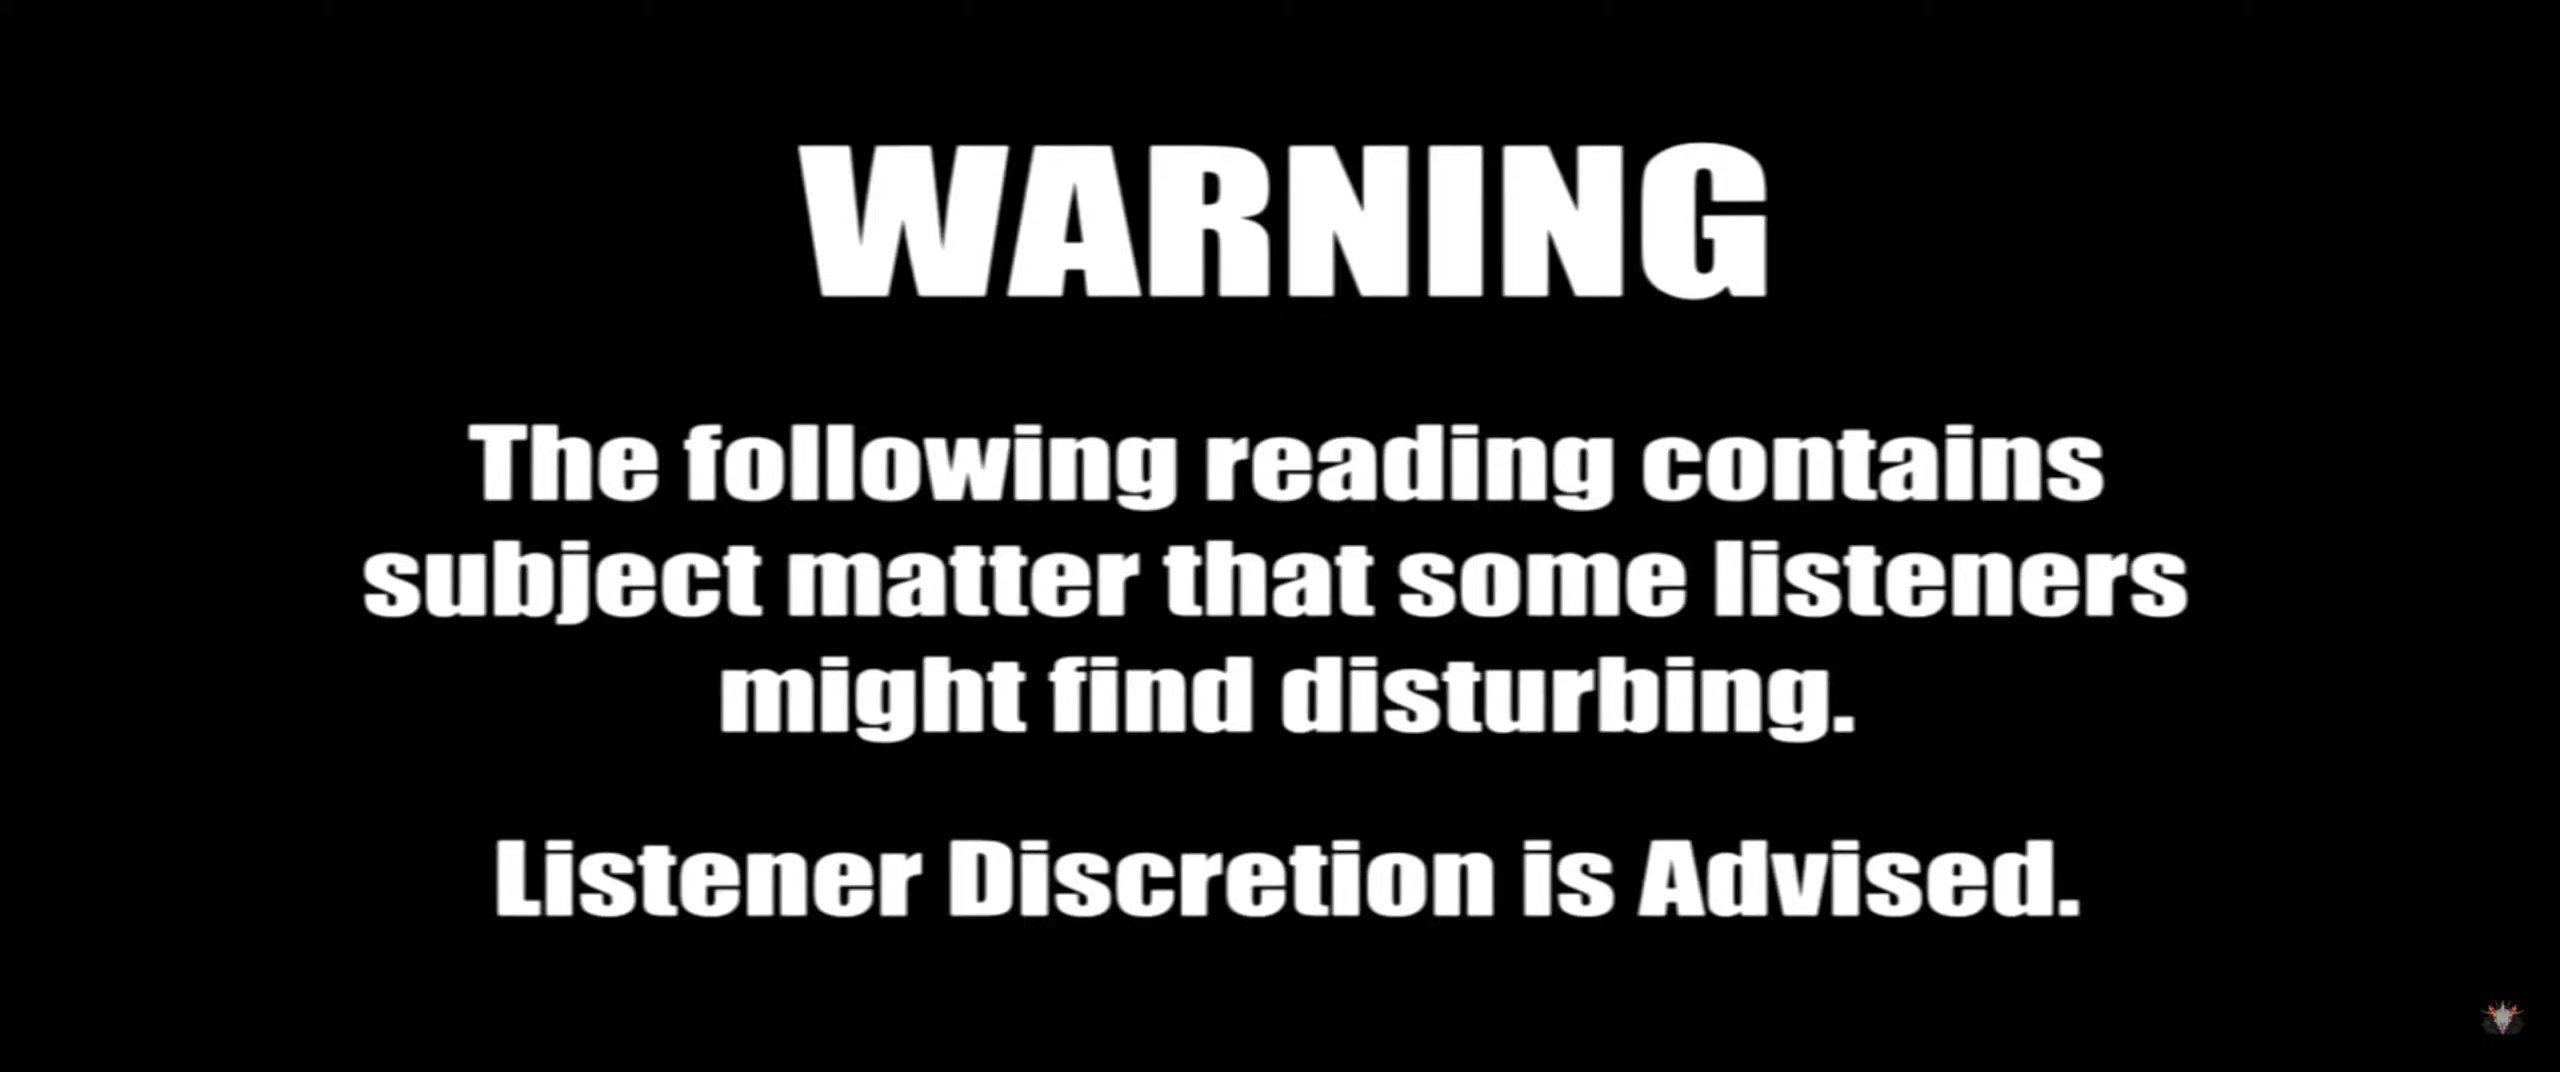 WARNING
The following reading contains
subject matter that some listeners
might find disturbing.
Listener Discretion is Advised.